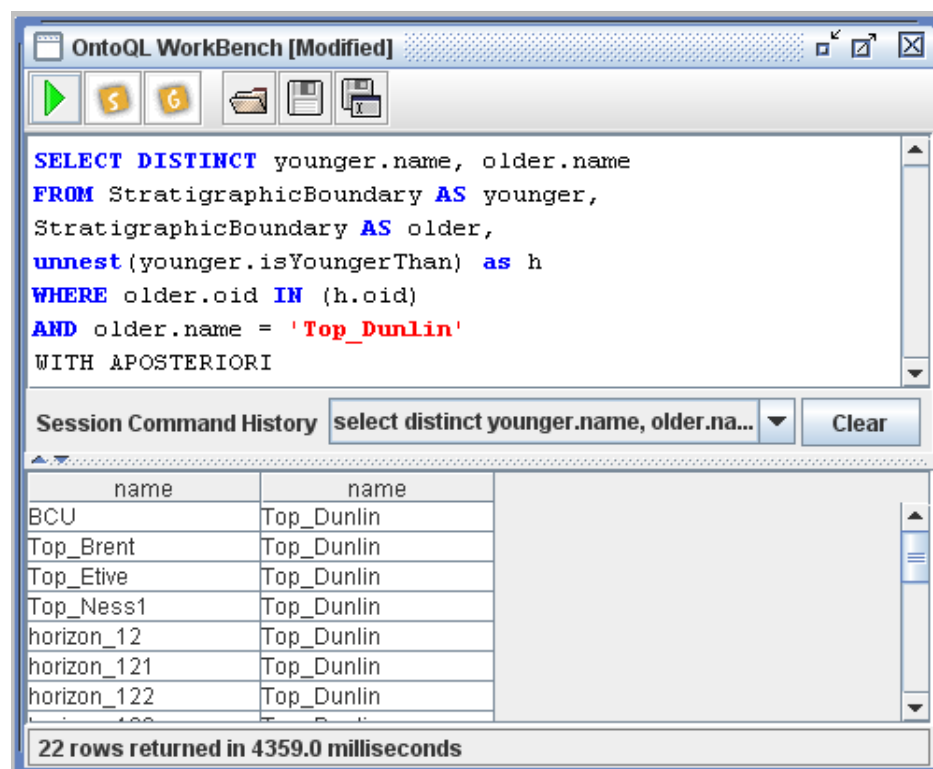 OntoQL WorkBench [Modified]
S G
SELECT DISTINCT younger.name, older.name
FROM StratigraphicBoundary AS younger,
StratigraphicBoundary AS older,
unnest(younger.isYoungerThan) as h
WHERE older.oid IN (h.oid)
AND older.name = 'Top_Dunlin'
WITH APOSTERIORI
Session Command History select distinct younger.name, older.na... Clear
name name
BCU Top_Dunlin
Top_Brent Top_Dunlin
Top_Etive Top_Dunlin
Top_Ness1 Top_Dunlin
horizon_12 Top_Dunlin
horizon_121 Top_Dunlin
horizon_122 Top_Dunlin
22 rows returned in 4359.0 milliseconds